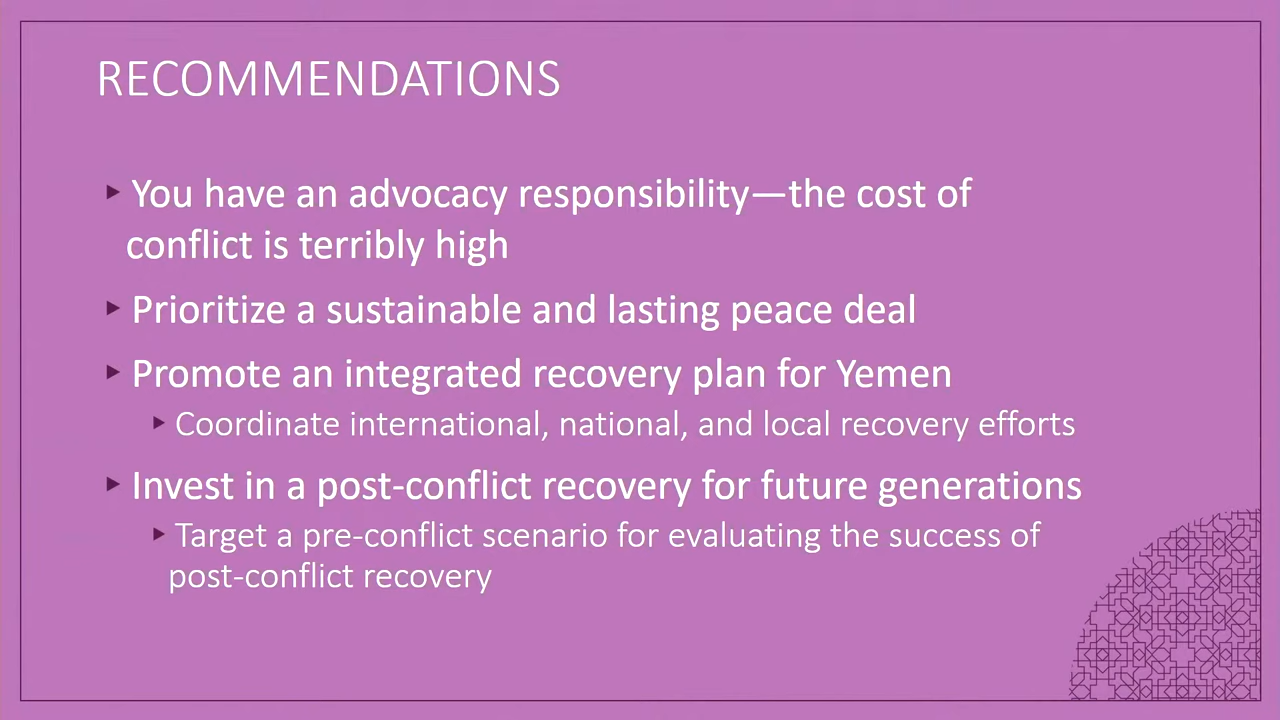 RECOMMENDATIONS
You have an advocacy responsibility—the cost of
conflict is terribly high
Prioritize a sustainable and lasting peace deal
Promote an integrated recovery plan for Yemen
Coordinate international, national, and local recovery efforts
Invest in a post-conflict recovery for future generations
Target a pre-conflict scenario for evaluating the success of
post-conflict recovery